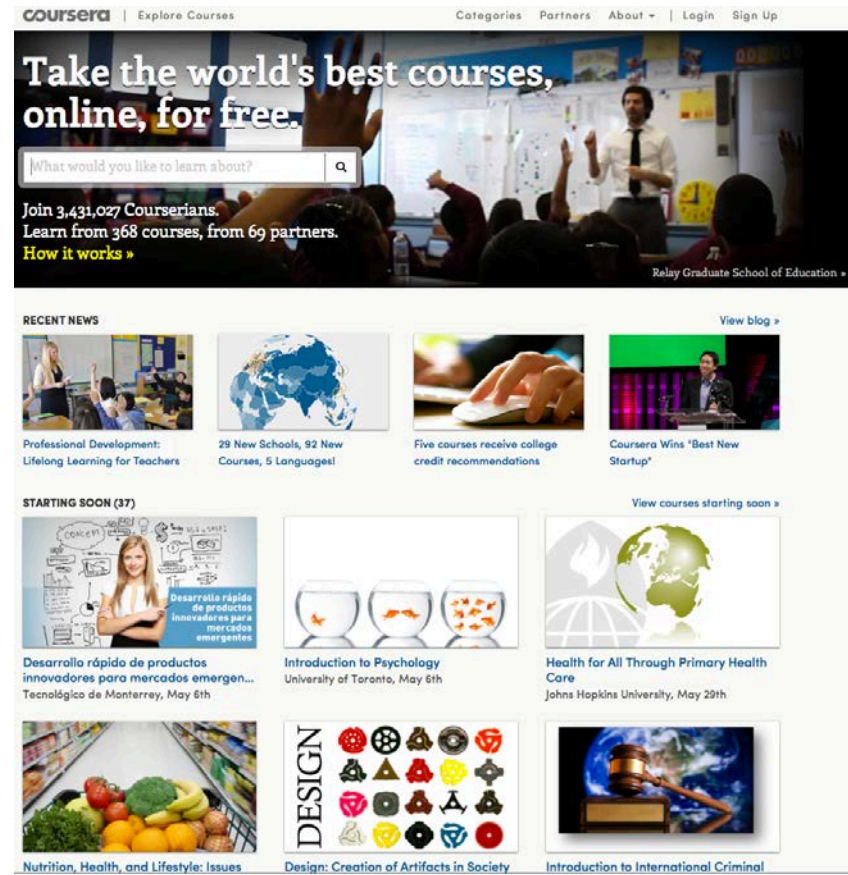 coursera | Explore Courses Categories Partners About | Login Sign Up
Take the world's best courses,
online, for free.
What would you like to learn about?
Join 3,431,027 Courserians.
Learn from 368 courses, from 69 partners.
How it works »
Relay Graduate School of Education »
RECENT NEWS View blog »
Professional Development:
Lifelong Learning for Teachers
29 New Schools, 92 New
Courses, 5 Languages!
Five courses receive college
credit recommendations
Coursera Wins "Best New
Startup"
STARTING SOON (37) View courses starting soon »
CONCEPT
Desarrollo rápido
de productos
innovadores para
mercados
emergentes
Desarrollo rápido de productos
innovadores para mercados emergen...
Tecnológico de Monterrey, May 6th
Introduction to Psychology
University of Toronto, May 6th
Health for All Through Primary Health
Care
Johns Hopkins University, May 29th
DESIGN
Nutrition, Health, and Lifestyle: Issues
Design: Creation of Artifacts in Society
Introduction to International Criminal